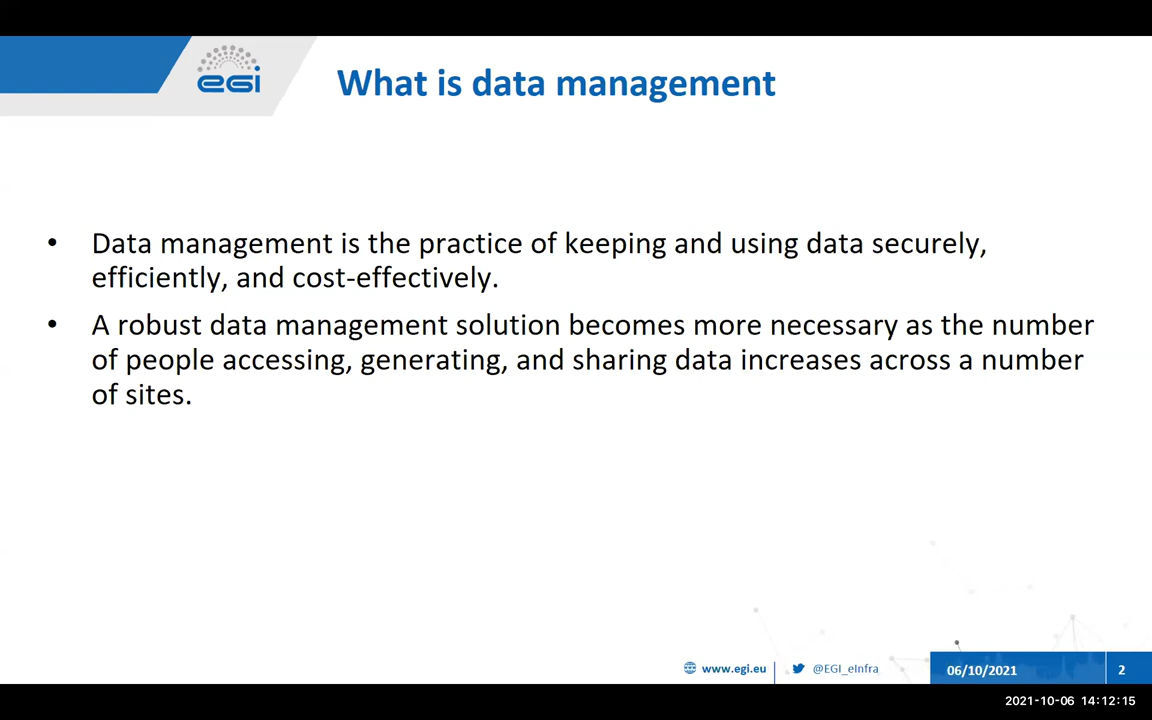 egi
What is data management
• Data management is the practice of keeping and using data securely,
efficiently, and cost-effectively.
• A robust data management solution becomes more necessary as the number
of people accessing, generating, and sharing data increases across a number
of sites.
www.egi.eu
@EGI_eInfra
06/10/2021
2
2021-10-06 14:12:15